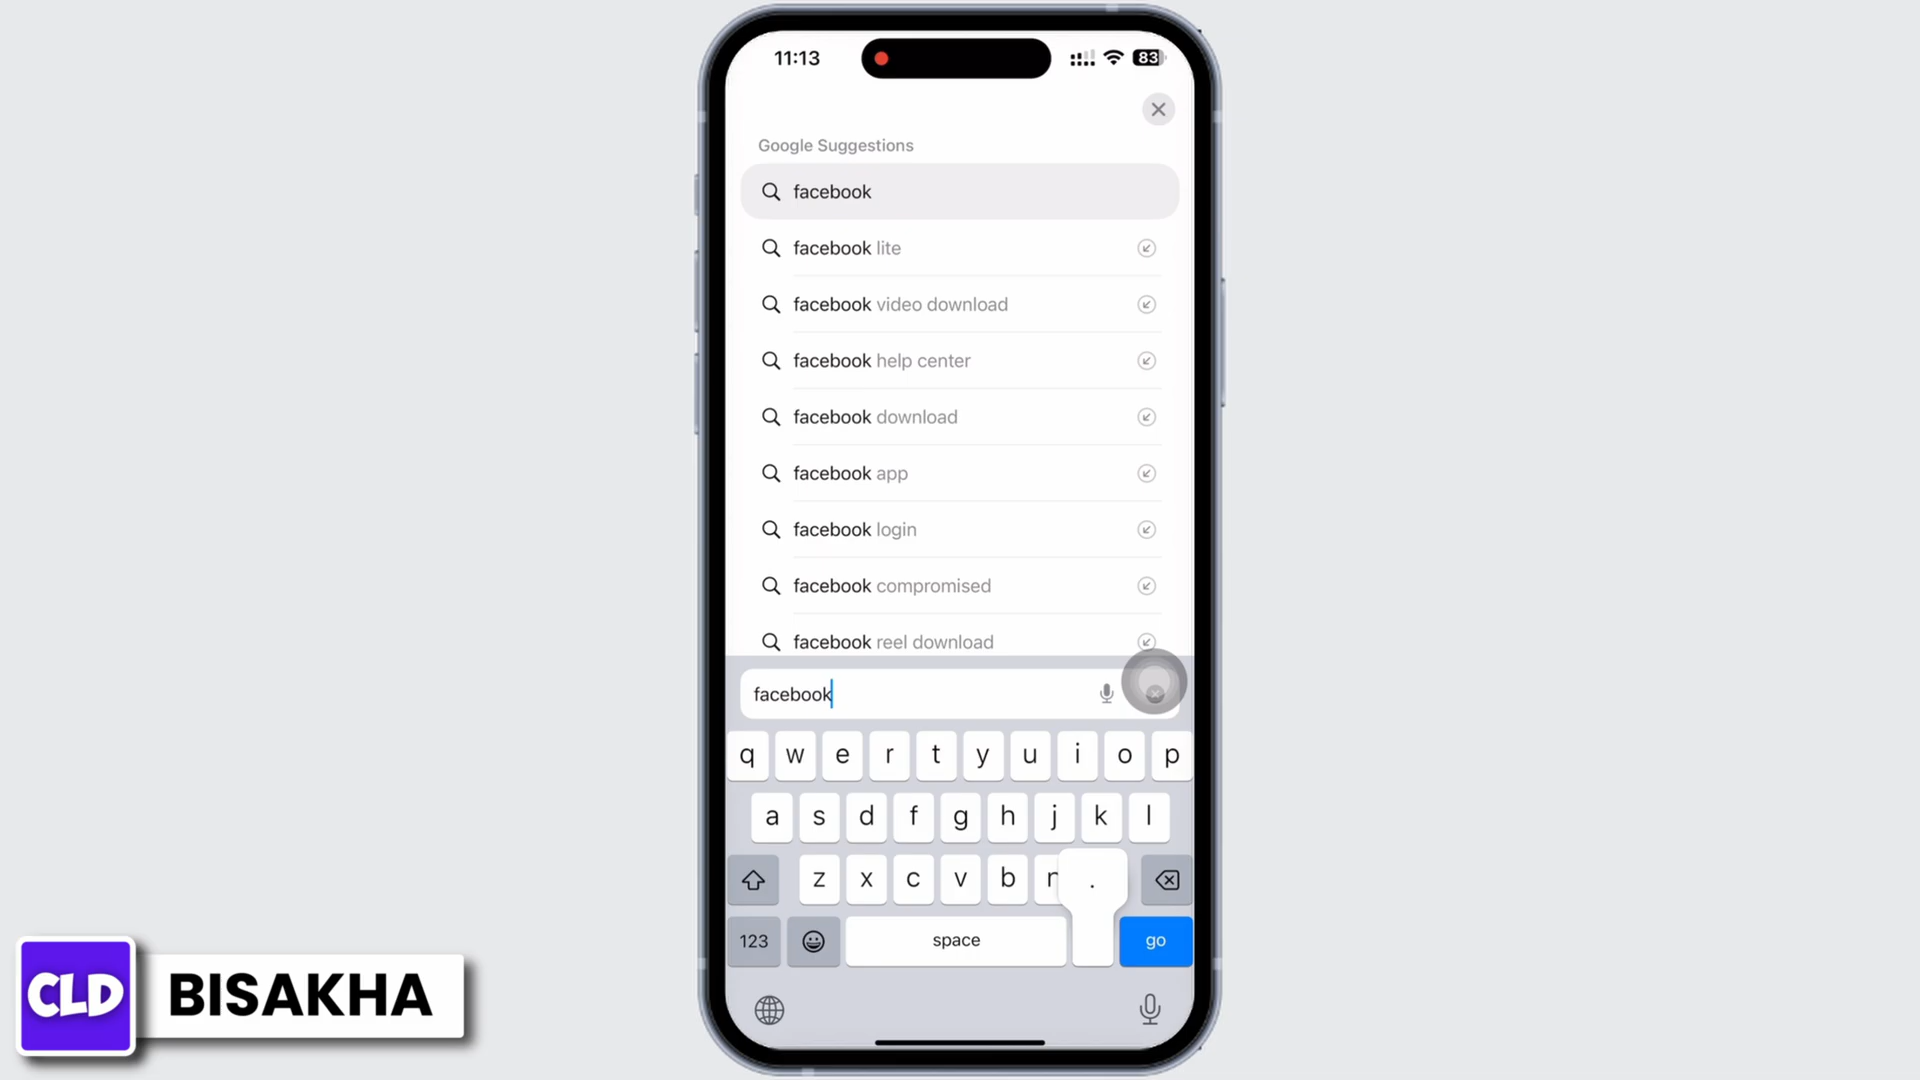 11:13
83
Google Suggestions
facebook
facebook lite
facebook video download
facebook help center
facebook download
facebook app
facebook login
facebook compromised
facebook reel download
facebook
q w e r t y u i o p
a s d f g h j k l
z x c v b n .
123 space go
CLD BISAKHA